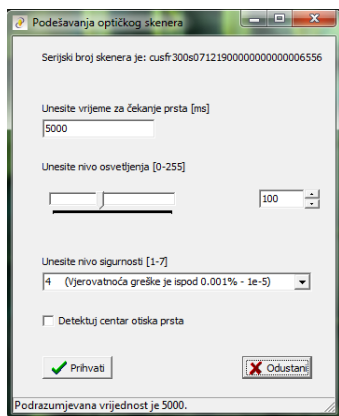 Podešavanja optičkog skenera
Serijski broj skenera je: cusfr300s07121900000000000006556
Unesite vrijeme za čekanje prsta [ms]
5000
Unesite nivo osvetljenja [0-255]
100
Unesite nivo sigurnosti [1-7]
4 (Vjerovatnoća greške je ispod 0.001% - 1e-5)
Detektuj centar otiska prsta
Prihvati Odustani
Podrazumjevana vrijednost je 5000.